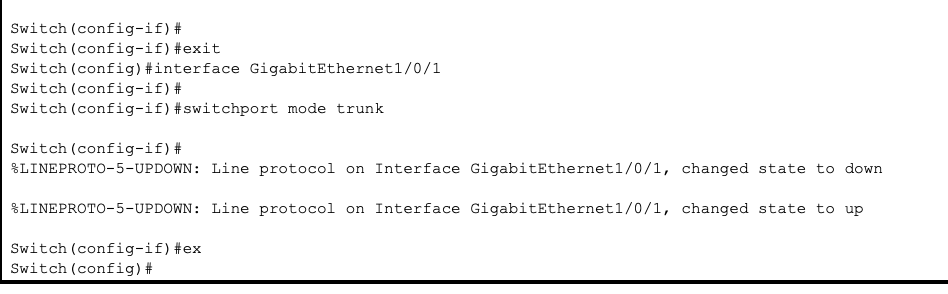 Switch(config-if)#
Switch(config-if)#exit
Switch(config)#interface GigabitEthernet1/0/1
Switch(config-if)#
Switch(config-if)#switchport mode trunk
Switch(config-if)#
%LINEPROTO-5-UPDOWN: Line protocol on Interface GigabitEthernet1/0/1, changed state to down
%LINEPROTO-5-UPDOWN: Line protocol on Interface GigabitEthernet1/0/1, changed state to up
Switch(config-if)#ex
Switch(config)#